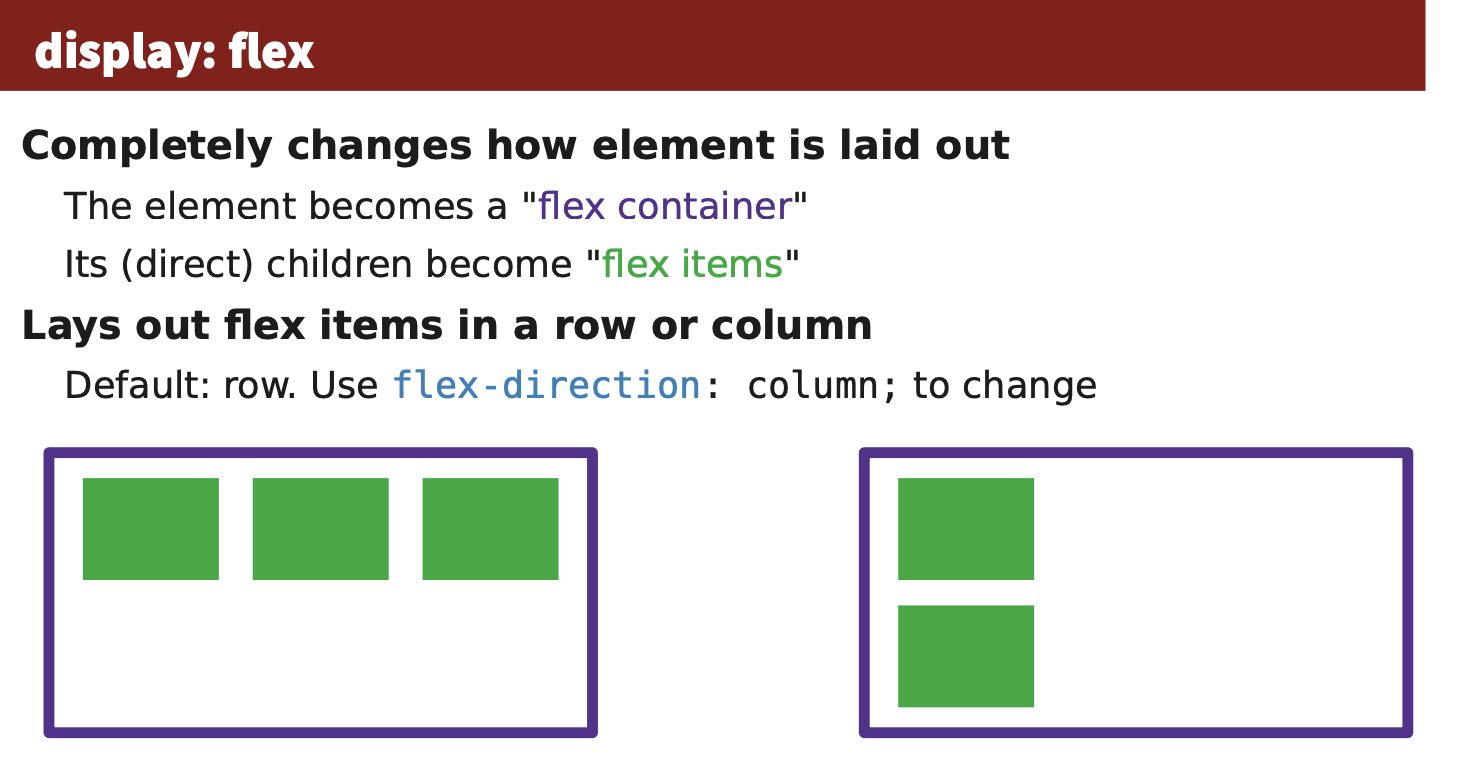 display: flex
Completely changes how element is laid out
The element becomes a "flex container"
Its (direct) children become "flex items"
Lays out flex items in a row or column
Default: row. Use flex-direction: column; to change